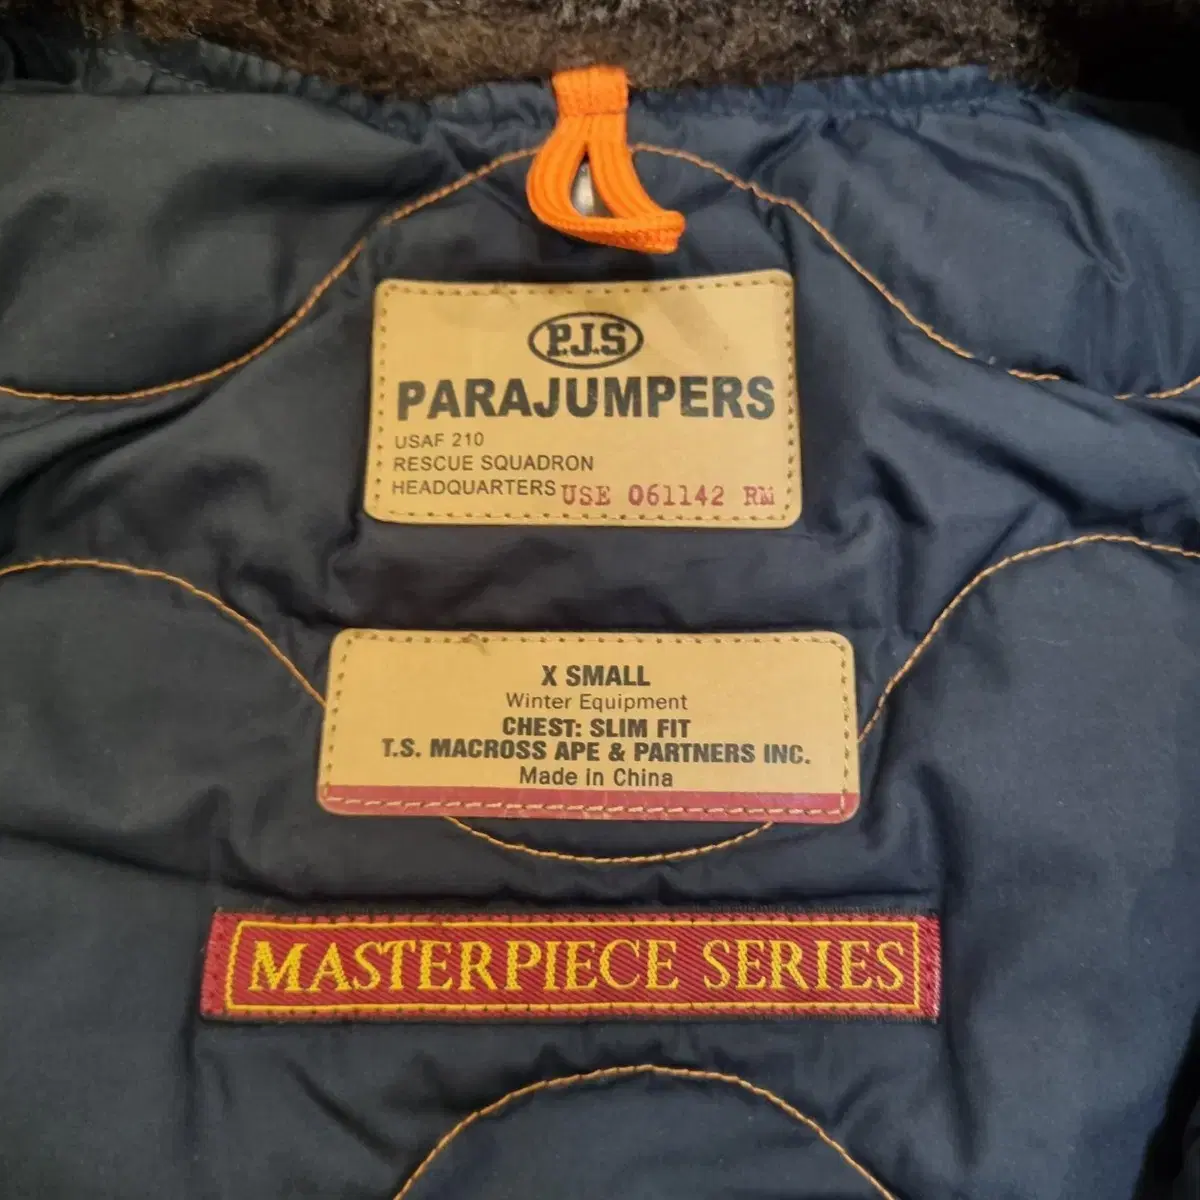 P.J.S
PARAJUMPERS
USAF 210
RESCUE SQUADRON
HEADQUARTERS USE 061142 RM
X SMALL
Winter Equipment
CHEST: SLIM FIT
T.S. MACROSS APE & PARTNERS INC.
Made in China
MASTERPIECE SERIES